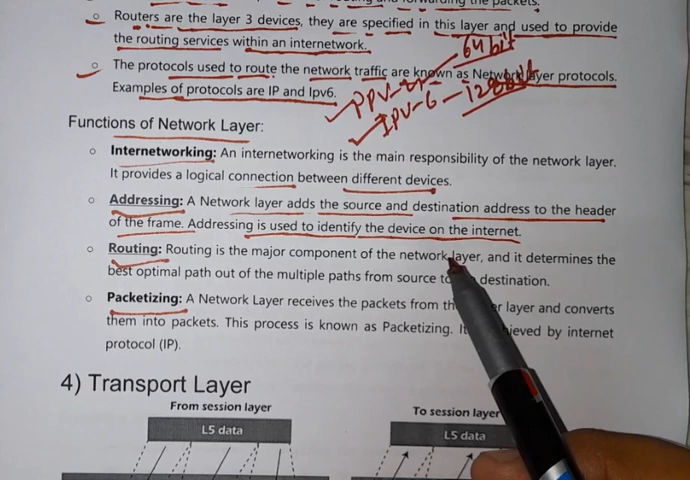 routing and forwarding the packets.
Routers are the layer 3 devices, they are specified in this layer and used to provide
the routing services within an internetwork.
The protocols used to route the network traffic are known as Network layer protocols.
Examples of protocols are IP and Ipv6.
64 bit
IPV-6 – 128 bit
Functions of Network Layer:
Internetworking: An internetworking is the main responsibility of the network layer.
It provides a logical connection between different devices.
Addressing: A Network layer adds the source and destination address to the header
of the frame. Addressing is used to identify the device on the internet.
Routing: Routing is the major component of the network layer, and it determines the
best optimal path out of the multiple paths from source to destination.
Packetizing: A Network Layer receives the packets from layer and converts
them into packets. This process is known as Packetizing. by internet
protocol (IP).
4) Transport Layer
From session layer
To session layer
L5 data
L5 data